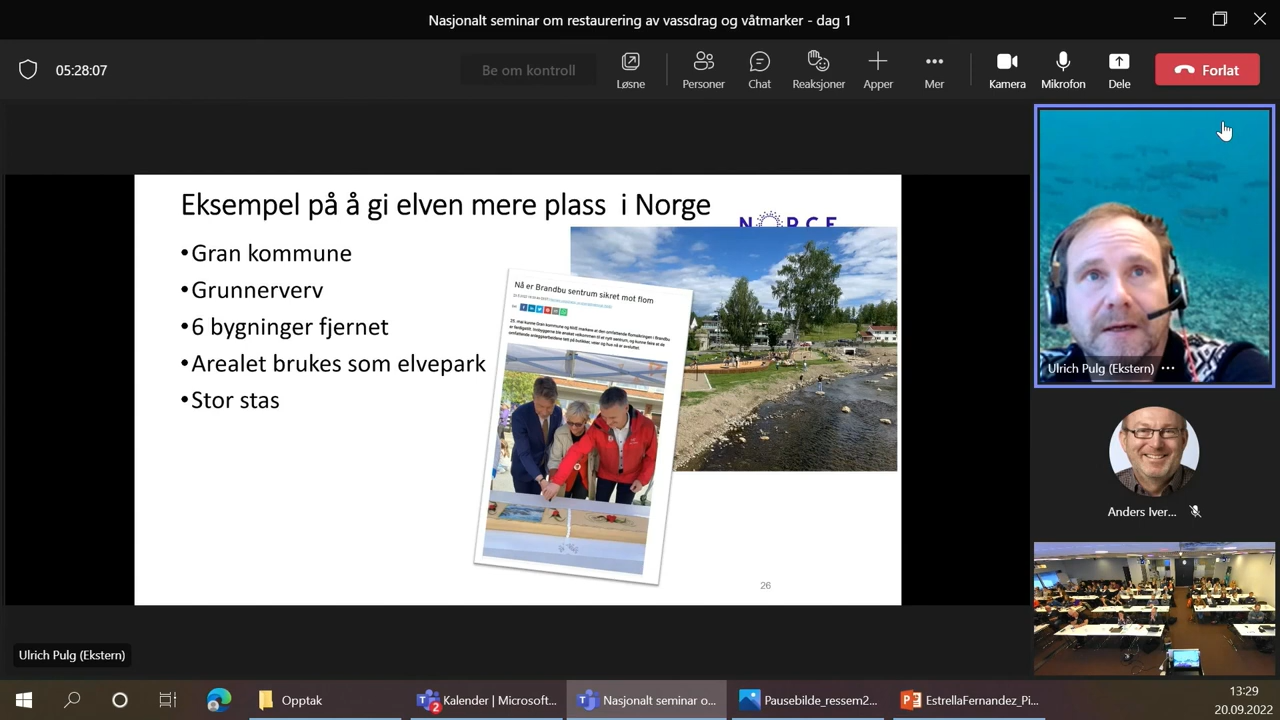 Nasjonalt seminar om restaurering av vassdrag og våtmarker - dag 1
05:28:07
Be om kontroll
Løsne
Personer
Chat
Reaksjoner
Apper
Mer
Kamera
Mikrofon
Dele
Forlat
Eksempel på å gi elven mere plass i Norge
•Gran kommune
•Grunnerverv
•6 bygninger fjernet
•Arealet brukes som elvepark
•Stor stas
Nå er Brandbu sentrum sikret mot flom
26
Ulrich Pulg (Ekstern) •••
Anders Iver...
Ulrich Pulg (Ekstern)
Opptak
2
Kalender | Microsoft...
Nasjonalt seminar o...
Pausebilde_ressem2...
EstrellaFernandez_Pi...
13:29
20.09.2022